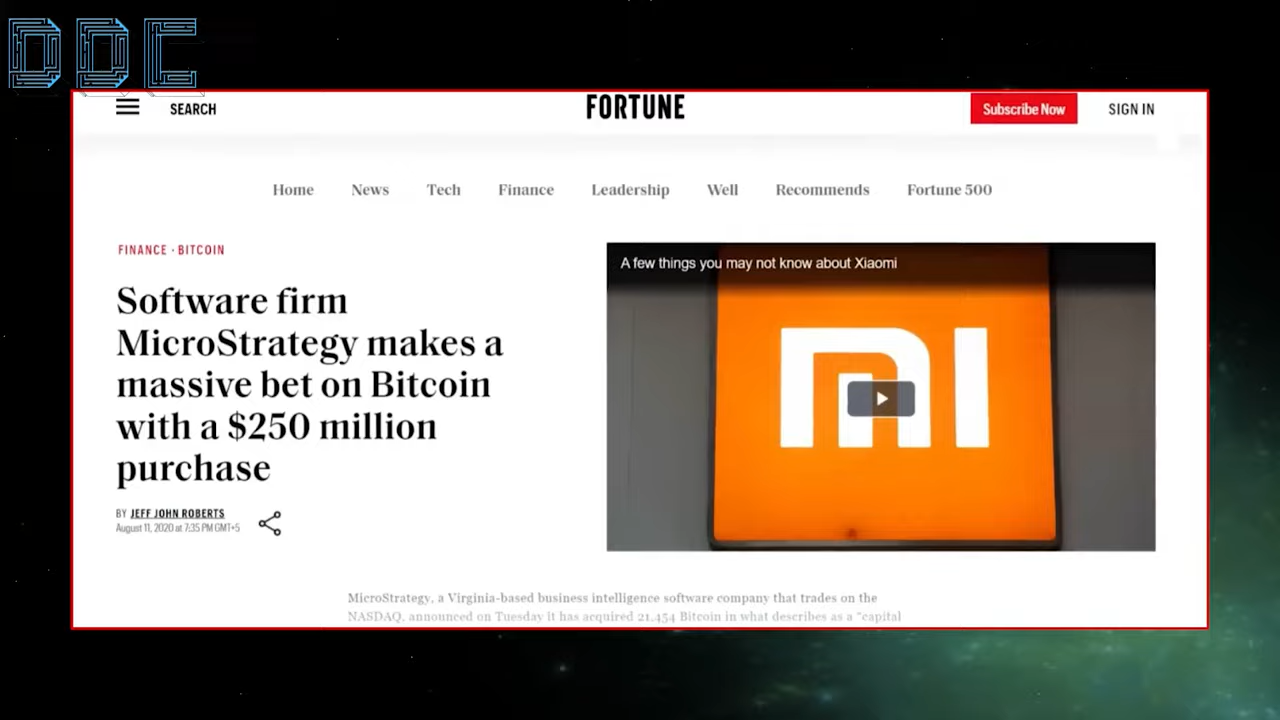 DDC
SEARCH
FORTUNE
Subscribe Now
SIGN IN
Home News Tech Finance Leadership Well Recommends Fortune 500
FINANCE · BITCOIN
Software firm
MicroStrategy makes a
massive bet on Bitcoin
with a $250 million
purchase
BY JEFF JOHN ROBERTS
August 11, 2020 at 7:35 PM GMT+5
A few things you may not know about Xiaomi
MicroStrategy, a Virginia-based business intelligence software company that trades on the
NASDAQ, announced on Tuesday it has acquired 21,454 Bitcoin in what describes as a "capital